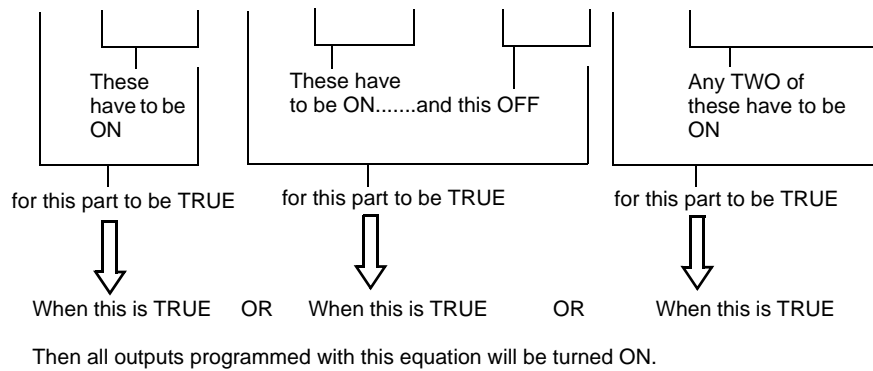 These
have to be
ON
These have
to be ON.......and this OFF
Any TWO of
these have to be
ON
for this part to be TRUE
for this part to be TRUE
for this part to be TRUE
When this is TRUE OR When this is TRUE OR When this is TRUE
Then all outputs programmed with this equation will be turned ON.